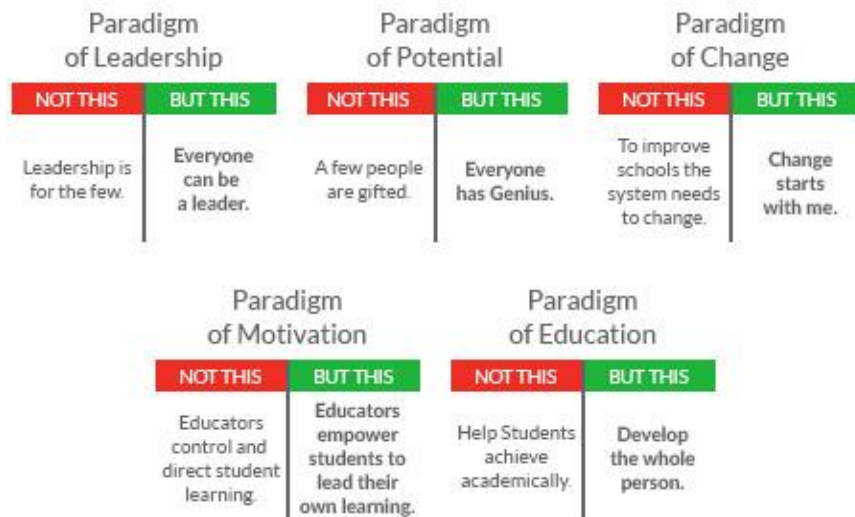 Paradigm
of Leadership
NOT THIS
BUT THIS
Leadership is
for the few.
Everyone
can be
a leader.
Paradigm
of Potential
NOT THIS
BUT THIS
A few people
are gifted.
Everyone
has Genius.
Paradigm
of Change
NOT THIS
BUT THIS
To improve
schools the
system needs
to change.
Change
starts
with me.
Paradigm
of Motivation
NOT THIS
BUT THIS
Educators
control and
direct student
learning.
Educators
empower
students to
lead their
own learning.
Paradigm
of Education
NOT THIS
BUT THIS
Help Students
achieve
academically.
Develop
the whole
person.